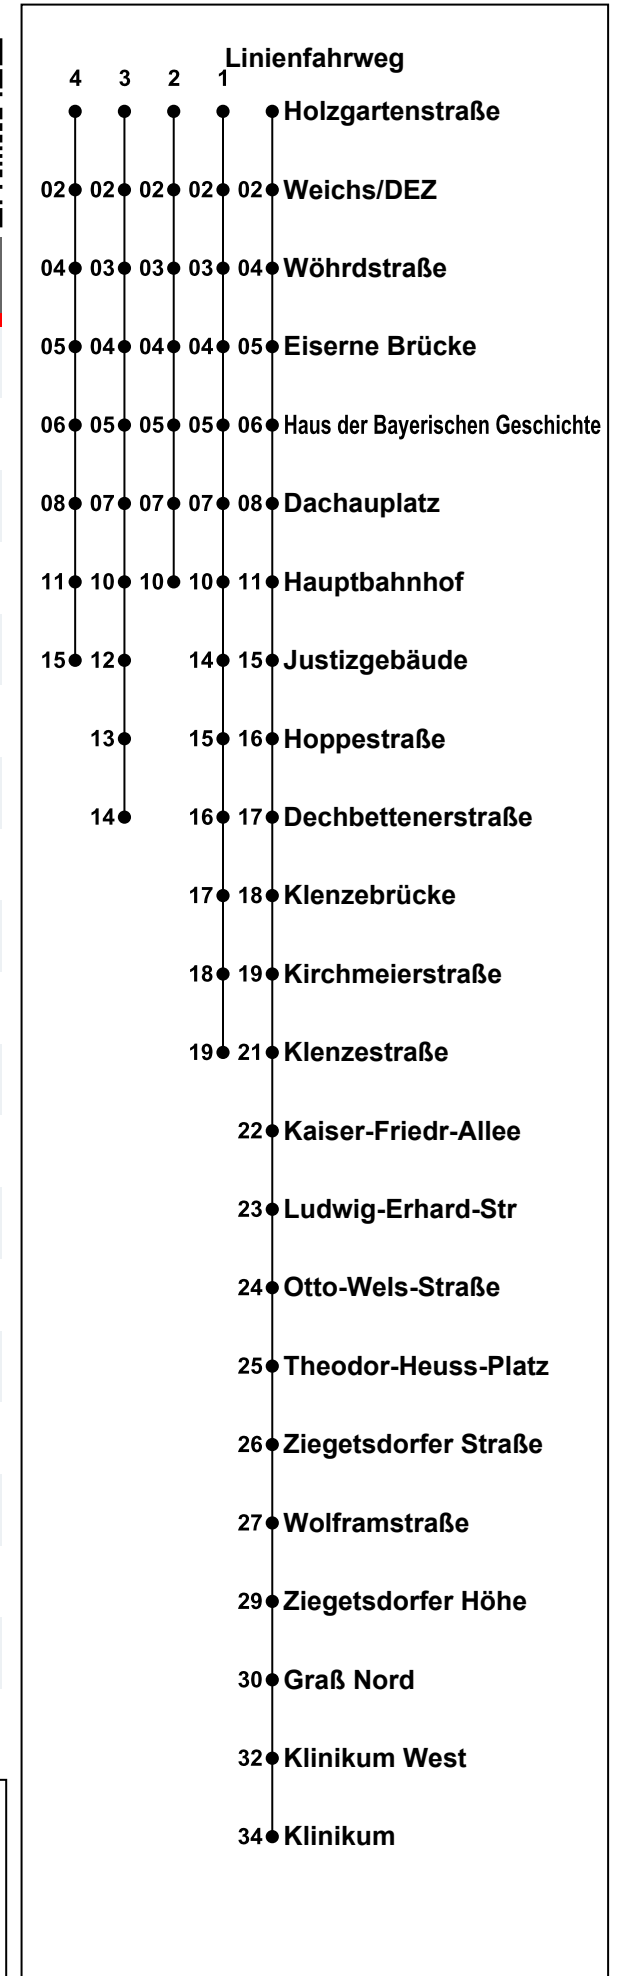 Linienfahrweg
4 3 2 1
Holzgartenstraße
02 02 02 02 02 Weichs/DEZ
04 03 03 03 04 Wöhrdstraße
05 04 04 04 05 Eiserne Brücke
06 05 05 05 06 Haus der Bayerischen Geschichte
08 07 07 07 08 Dachauplatz
11 10 10 10 11 Hauptbahnhof
15 12 14 15 Justizgebäude
13 15 16 Hoppestraße
14 16 17 Dechbettenerstraße
17 18 Klenzebrücke
18 19 Kirchmeierstraße
19 21 Klenzestraße
22 Kaiser-Friedr-Allee
23 Ludwig-Erhard-Str
24 Otto-Wels-Straße
25 Theodor-Heuss-Platz
26 Ziegetsdorfer Straße
27 Wolframstraße
29 Ziegetsdorfer Höhe
30 Graß Nord
32 Klinikum West
34 Klinikum